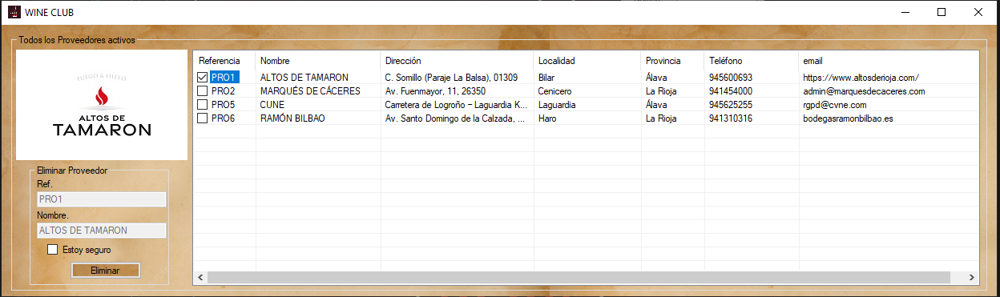 WINE CLUB
Todos los Proveedores activos
FUEGO & HIELO
ALTOS DE
TAMARON
Eliminar Proveedor
Ref.
PRO1
Nombre.
ALTOS DE TAMARON
Estoy seguro
Eliminar
Referencia Nombre Dirección Localidad Provincia Teléfono email
PRO1 ALTOS DE TAMARON C. Somillo (Paraje La Balsa), 01309 Bilar Álava 945600693 https://www.altosderioja.com/
PRO2 MARQUÉS DE CÁCERES Av. Fuenmayor, 11, 26350 Cenicero La Rioja 941454000 admin@marquesdecaceres.com
PRO5 CUNE Carretera de Logroño – Laguardia K... Laguardia Álava 945625255 rgpd@cvne.com
PRO6 RAMÓN BILBAO Av. Santo Domingo de la Calzada, ... Haro La Rioja 941310316 bodegasramonbilbao.es